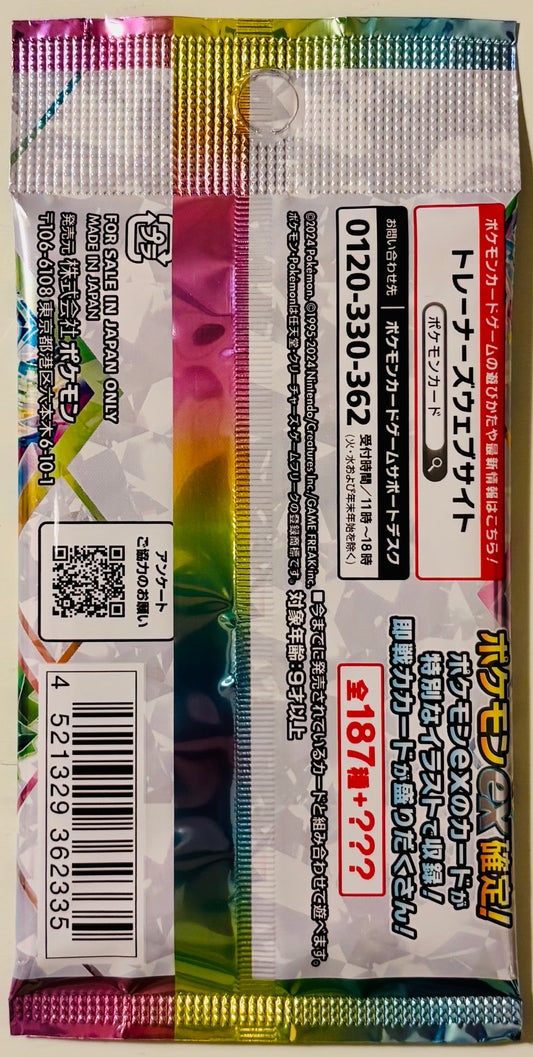 ポケモンカードゲームの遊びかたや最新情報はこちら!
トレーナーズウェブサイト
ポケモンカード
お問い合わせ先
ポケモンカードゲームサポートデスク
0120-330-362
受付時間/11時~18時
(火・水および年末年始を除く)
©2024 Pokémon. ©1995-2024 Nintendo/Creatures Inc./GAME FREAK inc.
ポケモン・Pokémonは任天堂・クリーチャーズ・ゲームフリークの登録商標です。
ポケモンex確定!
ポケモンexのカードが
特別なイラストで収録!
即戦力カードが盛りだくさん!
全187種+???
■今までに発売されているカードと組み合わせて遊べます。
対象年齢:9才以上
FOR SALE IN JAPAN ONLY
MADE IN JAPAN
発売元 株式会社ポケモン
〒106-6108 東京都港区六本木6-10-1
アンケート
ご協力のお願い
4 521329 362335